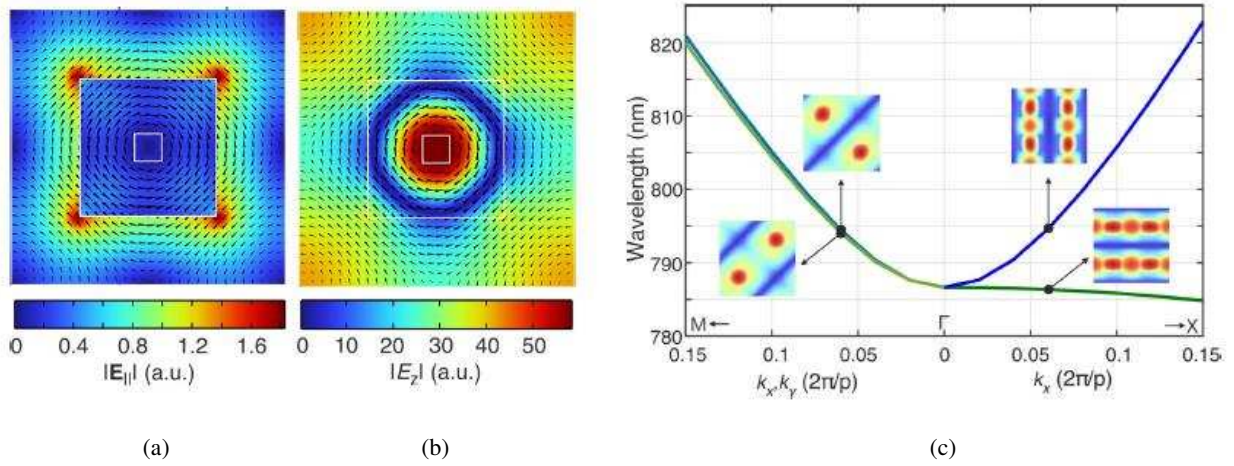 0 0.4 0.8 1.2 1.6
|E|||| (a.u.)
0 10 20 30 40 50
|Ez| (a.u.)
820
810
800
790
780
Wavelength (nm)
M← Γ →X
0.15 0.1 0.05 0 0.05 0.1 0.15
kx,ky (2π/p) kx (2π/p)
(a) (b) (c)